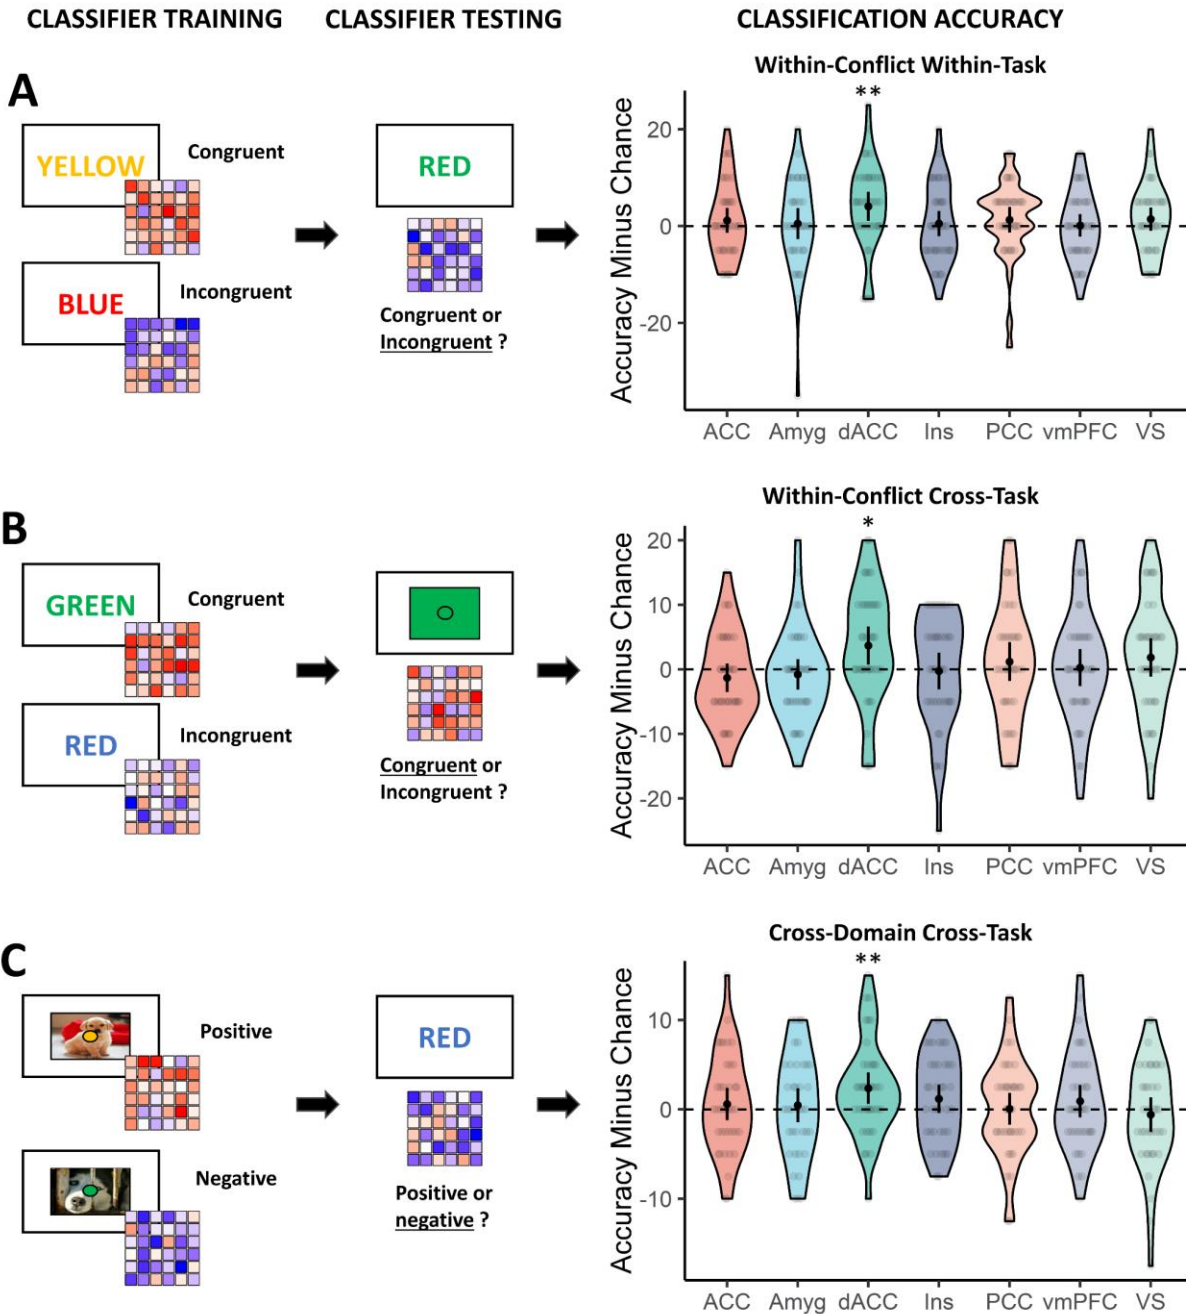 CLASSIFIER TRAINING CLASSIFIER TESTING CLASSIFICATION ACCURACY
A
YELLOW
Congruent
BLUE
Incongruent
RED
Congruent or
Incongruent ?
Within-Conflict Within-Task
**
Accuracy Minus Chance
20
0
-20
ACC Amyg dACC Ins PCC vmPFC VS
B
GREEN
Congruent
RED
Incongruent
Congruent or
Incongruent ?
Within-Conflict Cross-Task
*
Accuracy Minus Chance
20
10
0
-10
-20
ACC Amyg dACC Ins PCC vmPFC VS
C
Positive
Negative
RED
Positive or
negative ?
Cross-Domain Cross-Task
**
Accuracy Minus Chance
10
0
-10
ACC Amyg dACC Ins PCC vmPFC VS